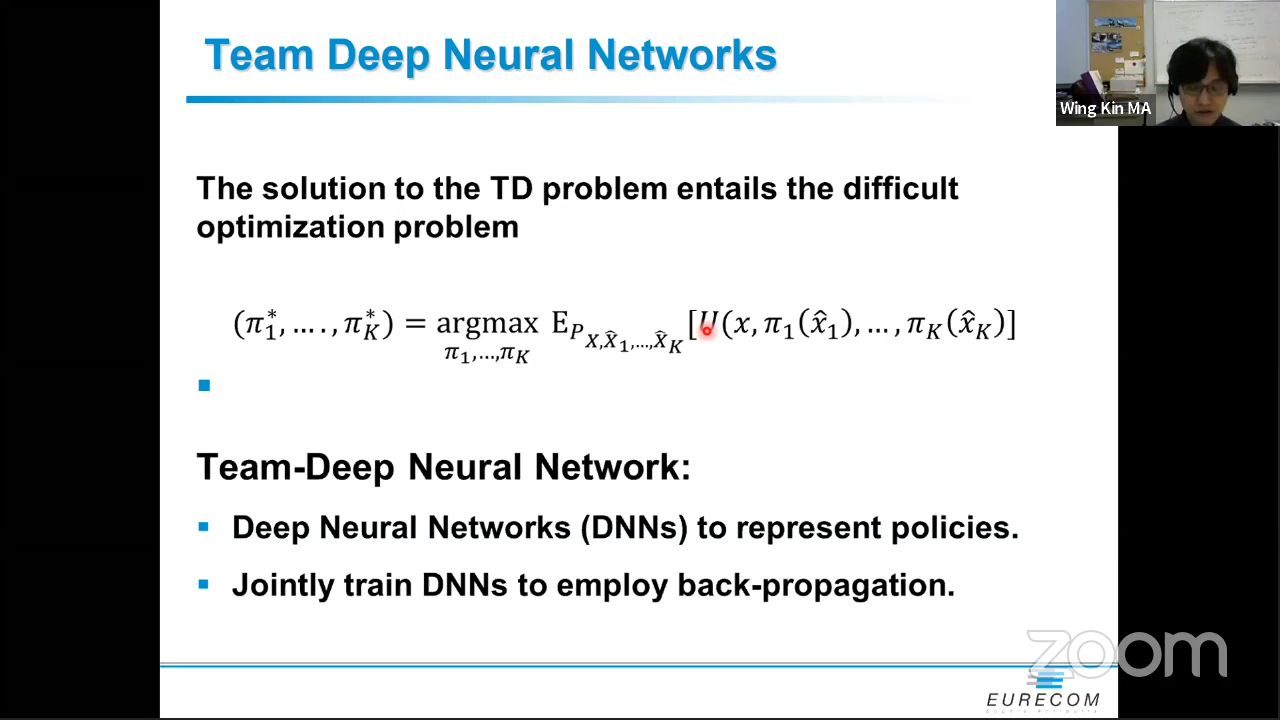 Team Deep Neural Networks
Wing Kin MA
The solution to the TD problem entails the difficult
optimization problem
(π₁*, … . , π_K*) = argmax_{π₁,…,π_K} E_{P_{X,X̂₁,…,X̂_K}} [U(x, π₁(x̂₁), … , π_K(x̂_K)]
Team-Deep Neural Network:
▪ Deep Neural Networks (DNNs) to represent policies.
▪ Jointly train DNNs to employ back-propagation.
zoom
EURECOM